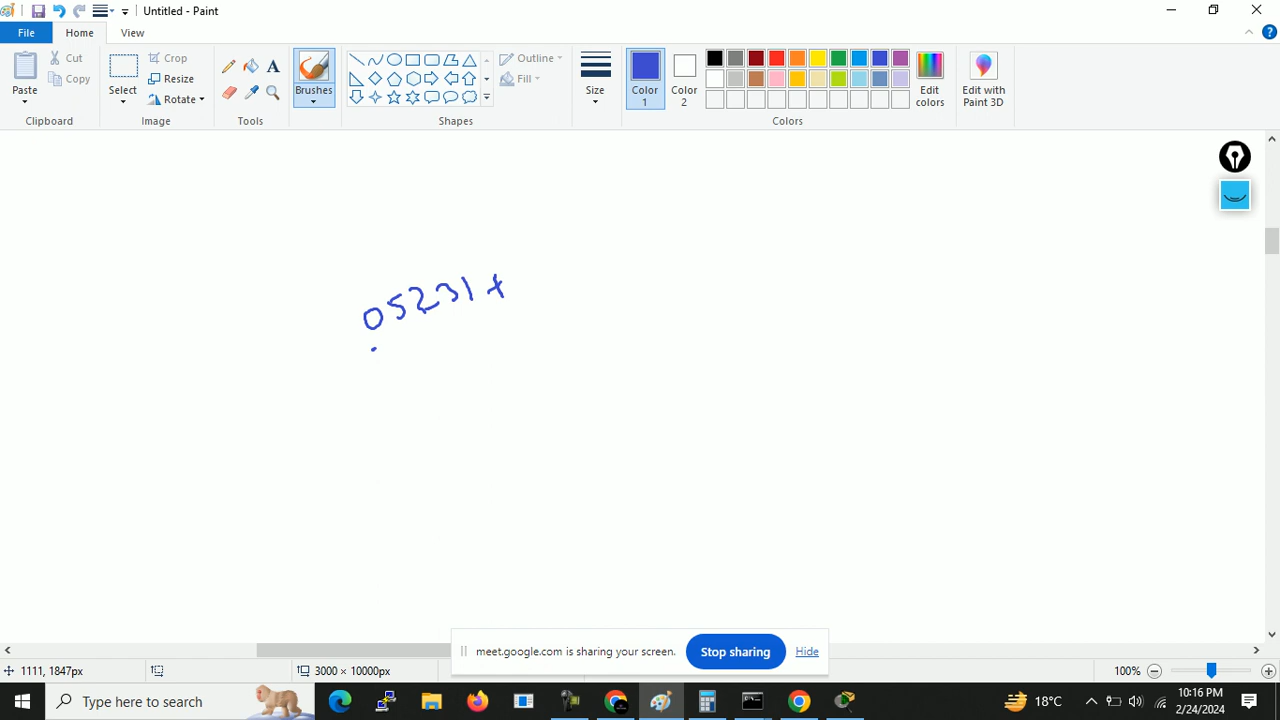 Untitled - Paint
File
Home
View
Paste
Cut
Copy
Clipboard
Select
Crop
Resize
Rotate
Image
A
Tools
Brushes
Outline
Fill
Shapes
Size
Color 1
Color 2
Edit colors
Edit with Paint 3D
Colors
05231+
meet.google.com is sharing your screen.
Stop sharing
Hide
1111, 1847px
3000 × 10000px
100%
Type here to search
18°C
10:16 PM
2/24/2024